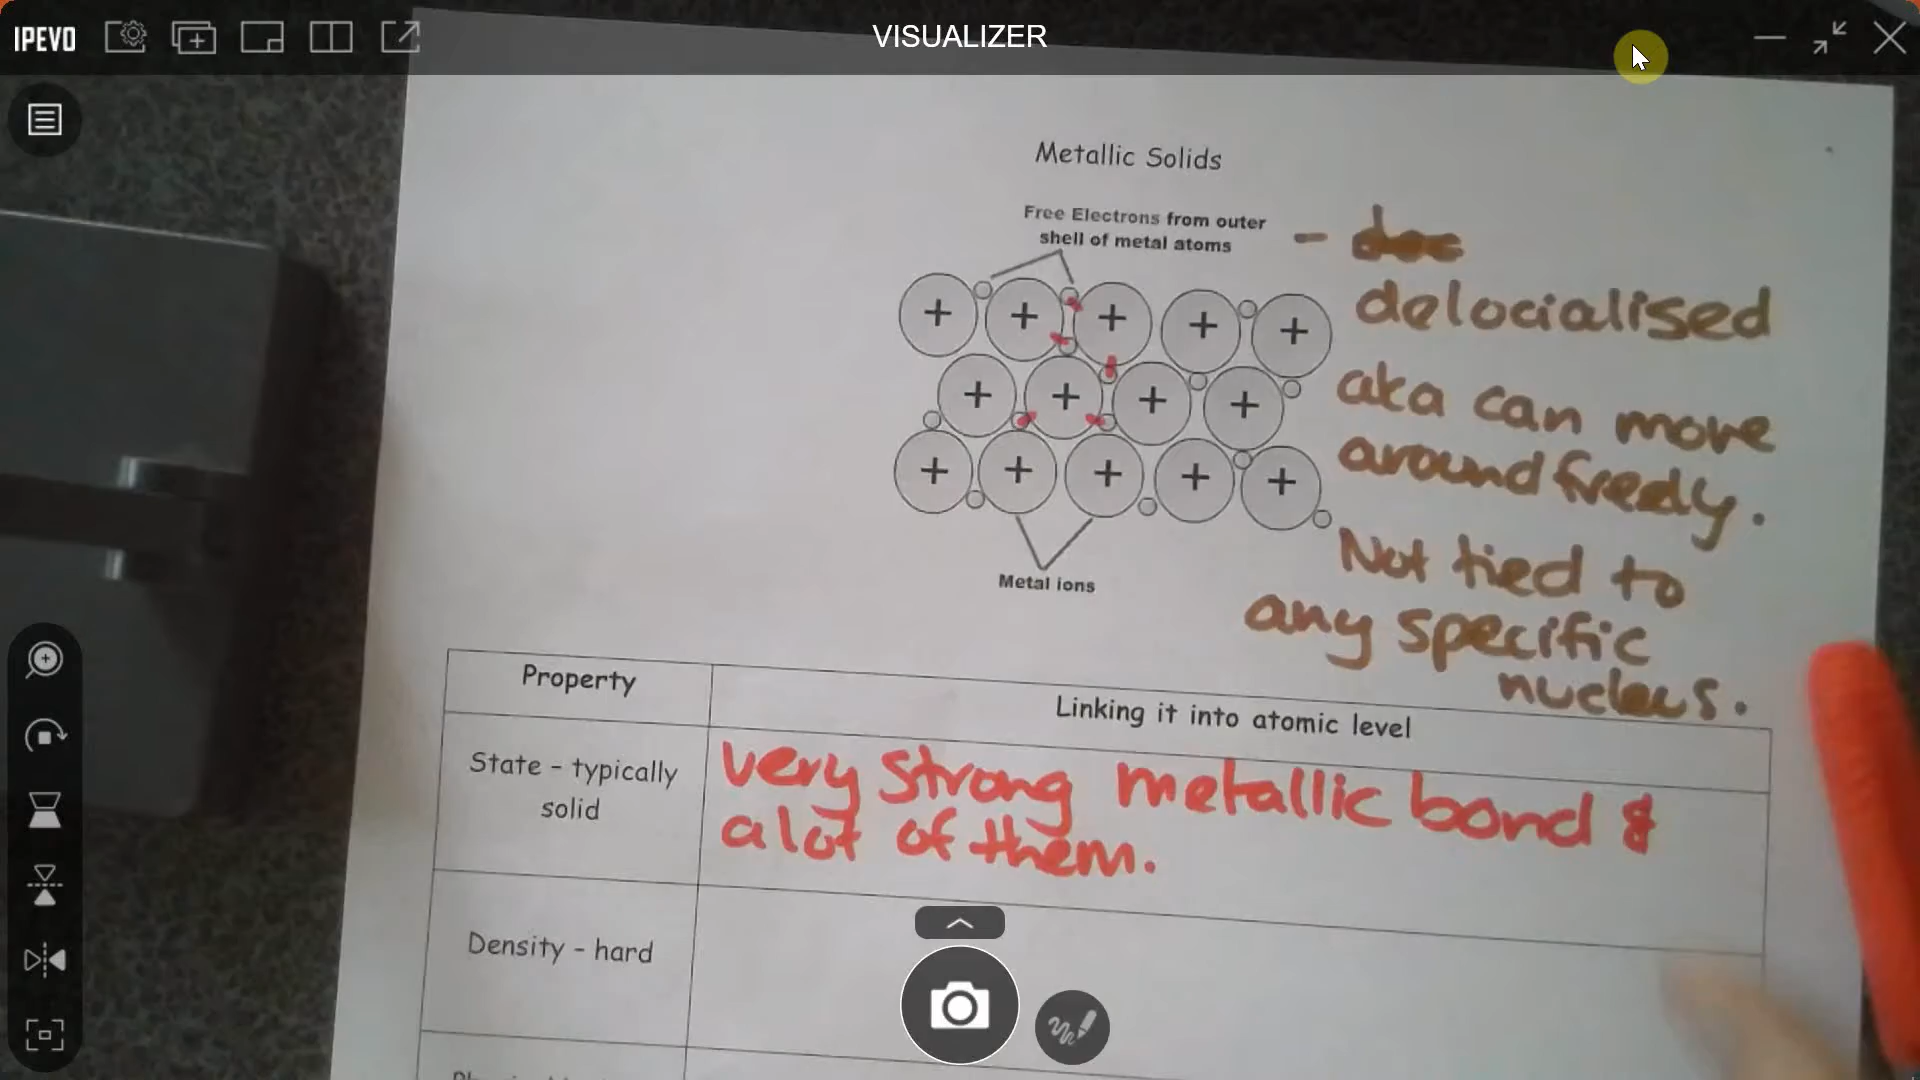 IPEVO
VISUALIZER
Metallic Solids
Free Electrons from outer
shell of metal atoms
-
delocialised
aka can move
around freely.
Not tied to
any specific
nucleus.
+ + + + +
+ + + +
+ + + + +
Metal ions
Property
Linking it into atomic level
State - typically
solid
very strong metallic bond &
a lot of them.
Density - hard